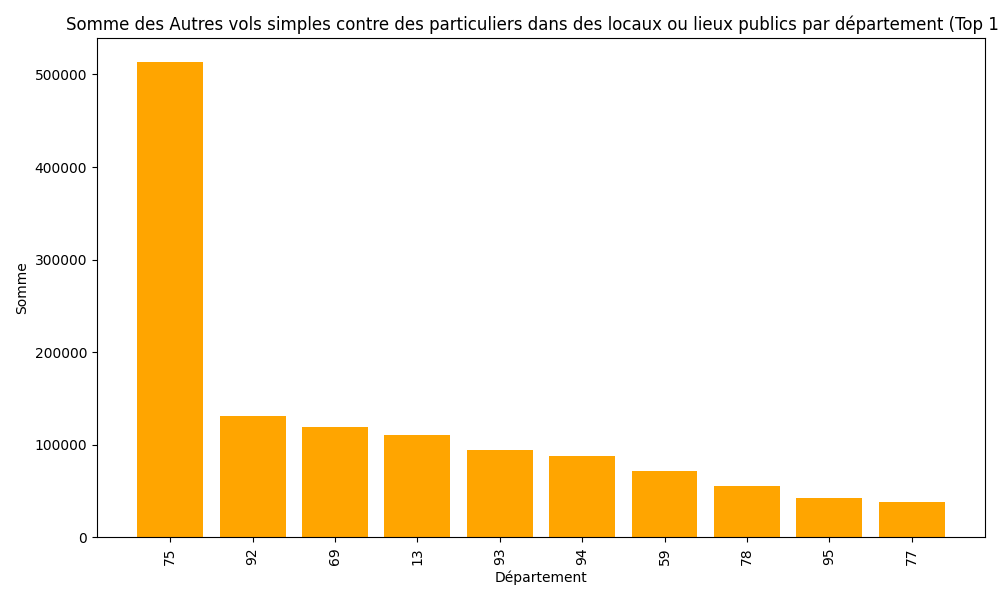 Somme des Autres vols simples contre des particuliers dans des locaux ou lieux publics par département (Top 1
500000
400000
300000
200000
100000
0
Somme
75 92 69 13 93 94 59 78 95 77
Département